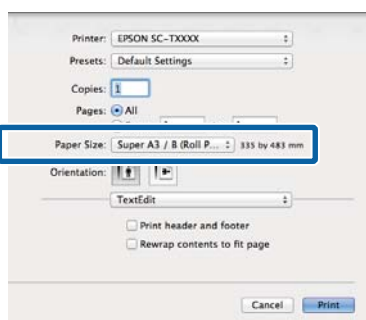 Printer: EPSON SC-TXXXX
Presets: Default Settings
Copies: 1
Pages: All
Paper Size: Super A3 / B (Roll P... 335 by 483 mm
Orientation:
TextEdit
Print header and footer
Rewrap contents to fit page
Cancel Print